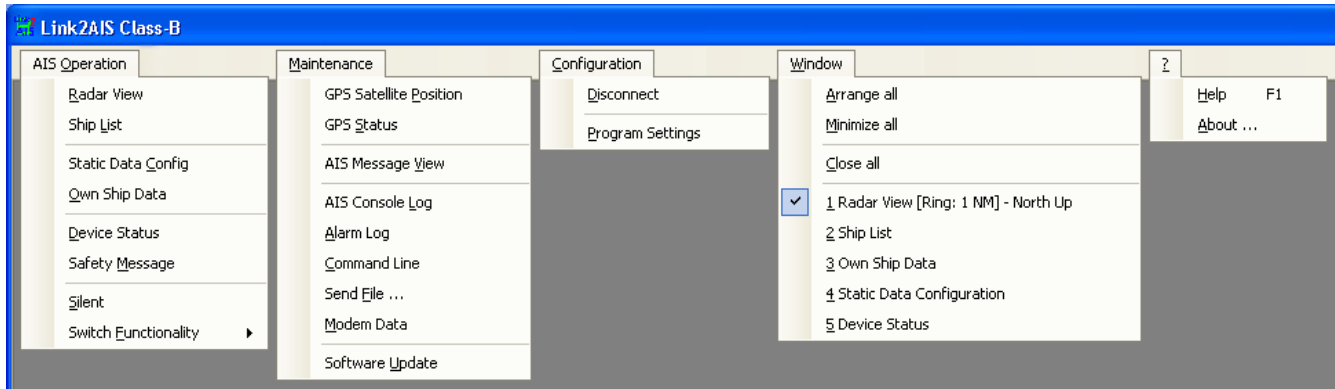 Link2AIS Class-B
AIS Operation
Radar View
Ship List
Static Data Config
Own Ship Data
Device Status
Safety Message
Silent
Switch Functionality
Maintenance
GPS Satellite Position
GPS Status
AIS Message View
AIS Console Log
Alarm Log
Command Line
Send File ...
Modem Data
Software Update
Configuration
Disconnect
Program Settings
Window
Arrange all
Minimize all
Close all
1 Radar View [Ring: 1 NM] - North Up
2 Ship List
3 Own Ship Data
4 Static Data Configuration
5 Device Status
?
Help F1
About ...